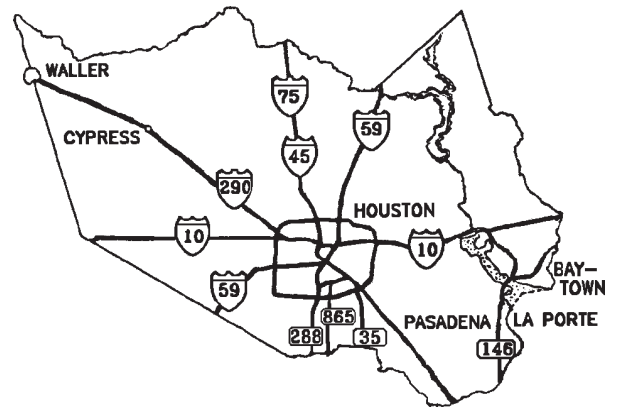 WALLER
75
59
CYPRESS
45
290
HOUSTON
10
10
59
BAY-
TOWN
865
PASADENA
LA PORTE
288
35
146